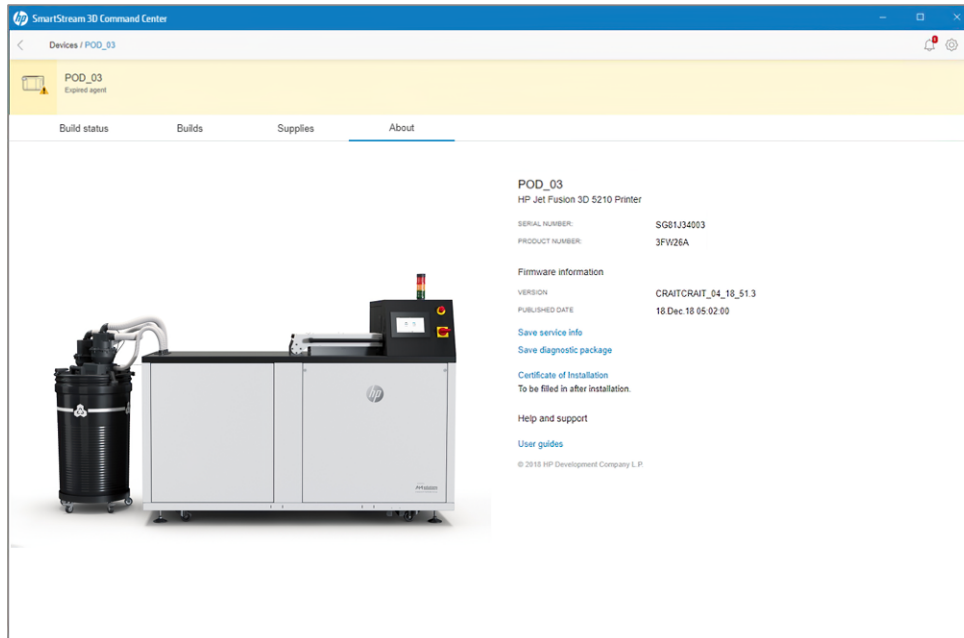 hp SmartStream 3D Command Center
Devices / POD_03
POD_03
Expired agent
Build status Builds Supplies About
POD_03
HP Jet Fusion 3D 5210 Printer
SERIAL NUMBER: SG81J34003
PRODUCT NUMBER: 3FW26A
Firmware information
VERSION CRAITCRAIT_04_18_51.3
PUBLISHED DATE 18.Dec.18 05:02:00
Save service info
Save diagnostic package
Certificate of Installation
To be filled in after installation.
Help and support
User guides
© 2018 HP Development Company L.P.
hp